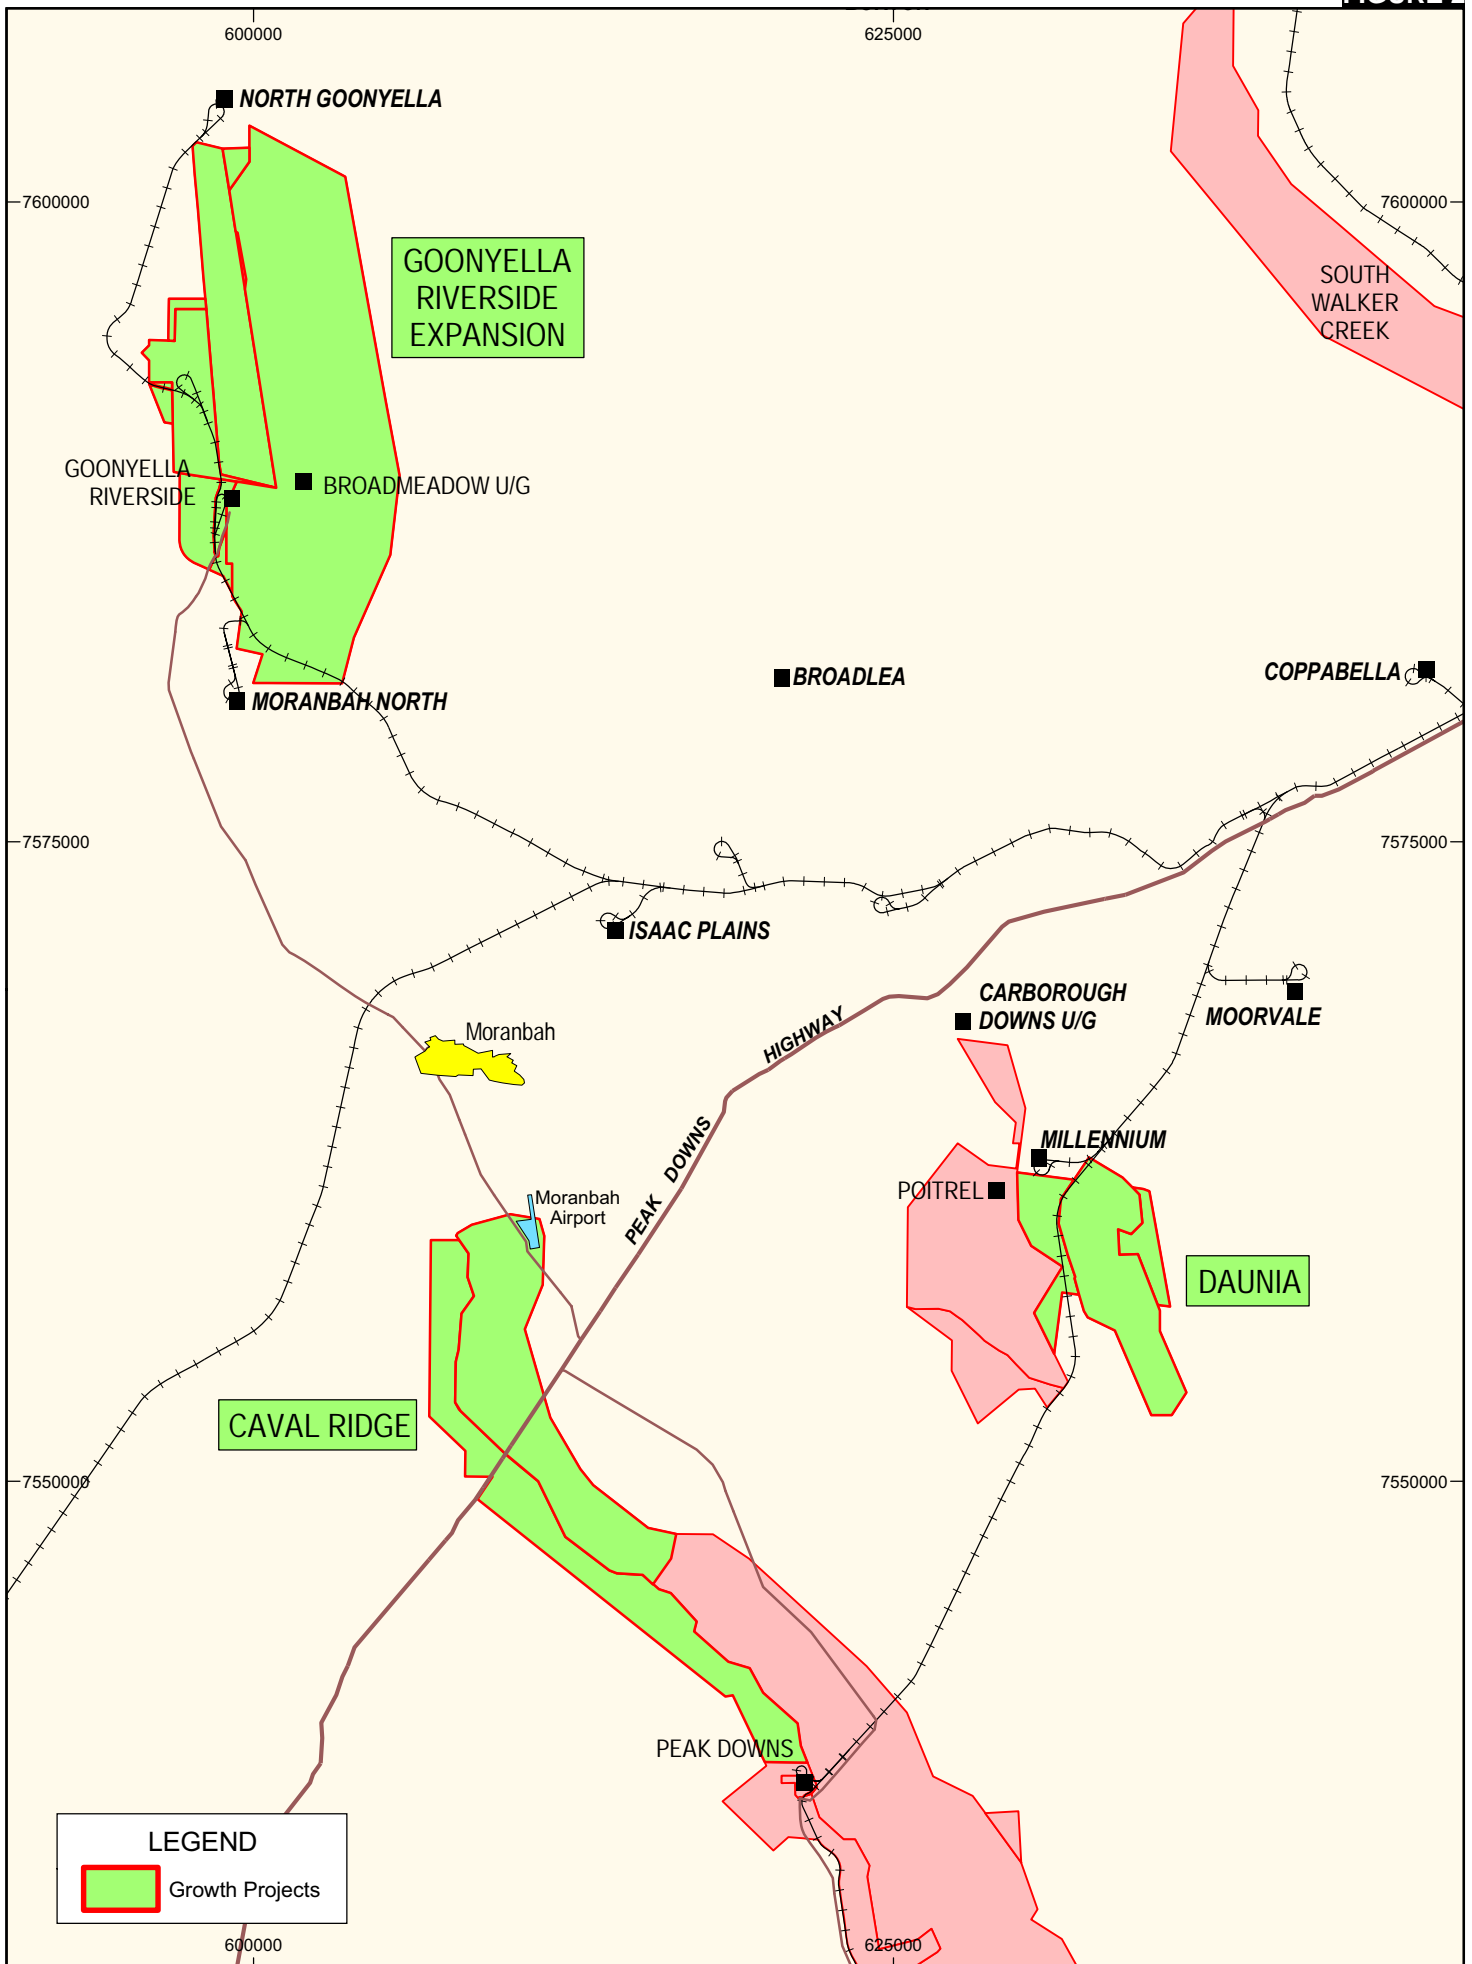 600000
625000
NORTH GOONYELLA
7600000
7600000
GOONYELLA
RIVERSIDE
EXPANSION
SOUTH
WALKER
CREEK
GOONYELLA
RIVERSIDE
BROADMEADOW U/G
BROADLEA
COPPABELLA
MORANBAH NORTH
7575000
7575000
ISAAC PLAINS
CARBOROUGH
DOWNS U/G
MOORVALE
HIGHWAY
Moranbah
PEAK DOWNS
MILLENNIUM
POITREL
Moranbah
Airport
DAUNIA
CAVAL RIDGE
7550000
7550000
PEAK DOWNS
LEGEND
Growth Projects
600000
625000